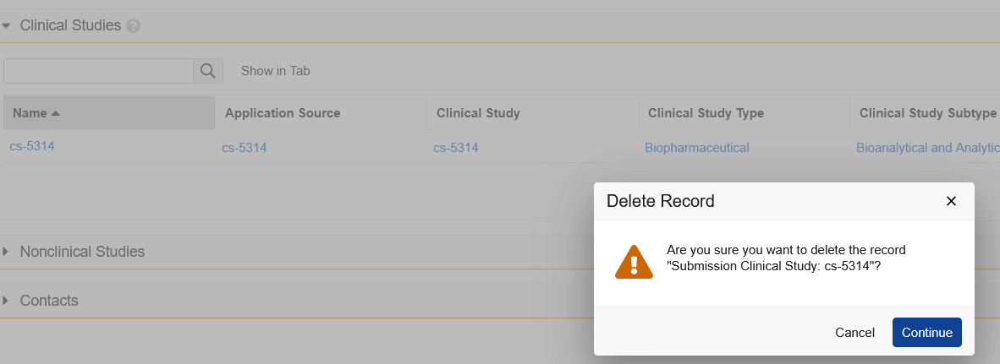 Clinical Studies ?
Show in Tab
Name Application Source Clinical Study Clinical Study Type Clinical Study Subtype
cs-5314 cs-5314 cs-5314 Biopharmaceutical Bioanalytical and Analytic
Delete Record
Are you sure you want to delete the record
"Submission Clinical Study: cs-5314"?
Cancel Continue
Nonclinical Studies
Contacts